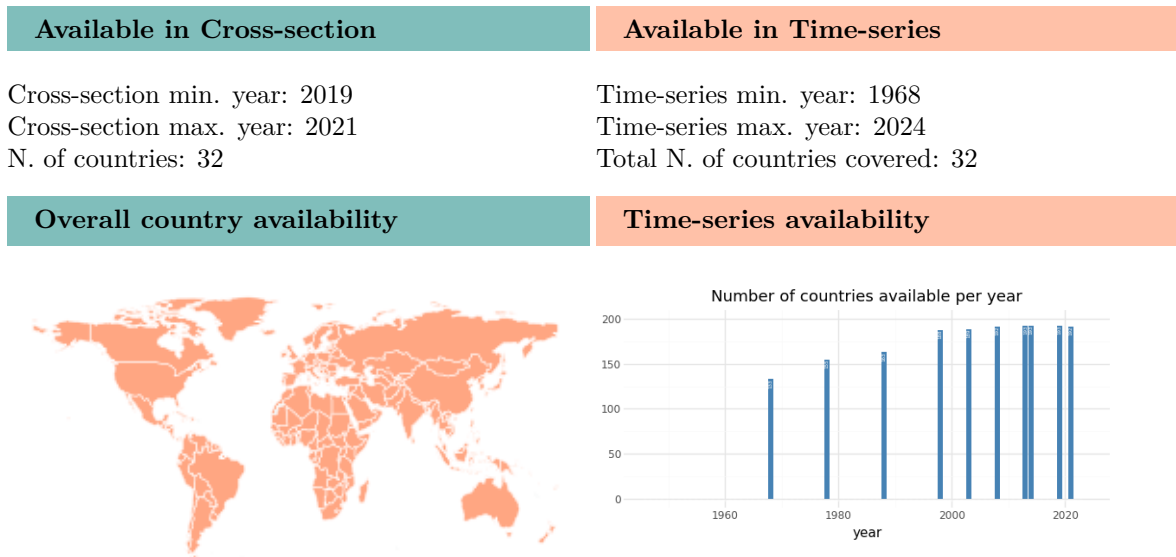 Available in Cross-section
Available in Time-series
Cross-section min. year: 2019
Cross-section max. year: 2021
N. of countries: 32
Time-series min. year: 1968
Time-series max. year: 2024
Total N. of countries covered: 32
Overall country availability
Time-series availability
Number of countries available per year
200
150
100
50
0
1960 1980 2000 2020
year